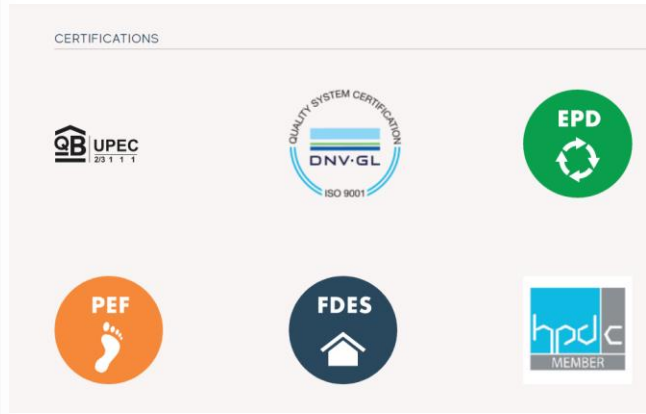 CERTIFICATIONS
QB UPEC
2/3 1 1 1
QUALITY SYSTEM CERTIFICATION
DNV·GL
ISO 9001
EPD
PEF
FDES
hpdc
MEMBER